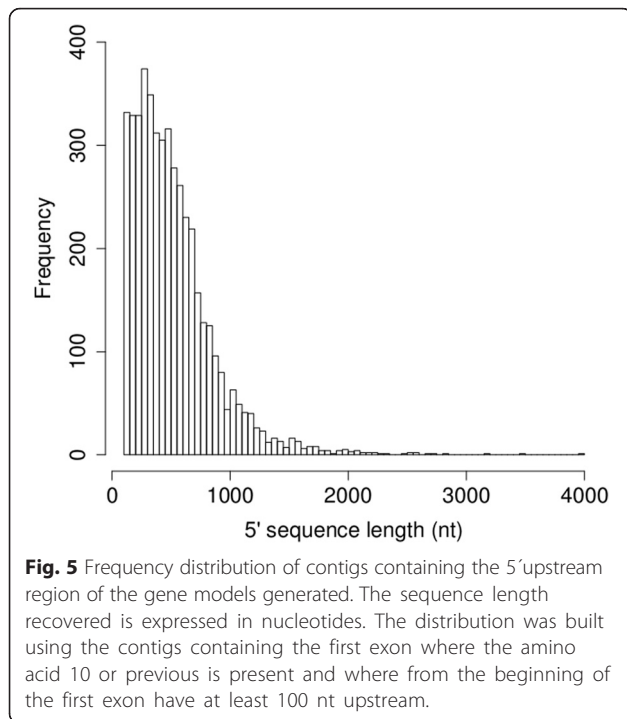 400
300
200
100
0
Frequency
0 1000 2000 3000 4000
5' sequence length (nt)
Fig. 5 Frequency distribution of contigs containing the 5´upstream
region of the gene models generated. The sequence length
recovered is expressed in nucleotides. The distribution was built
using the contigs containing the first exon where the amino
acid 10 or previous is present and where from the beginning of
the first exon have at least 100 nt upstream.